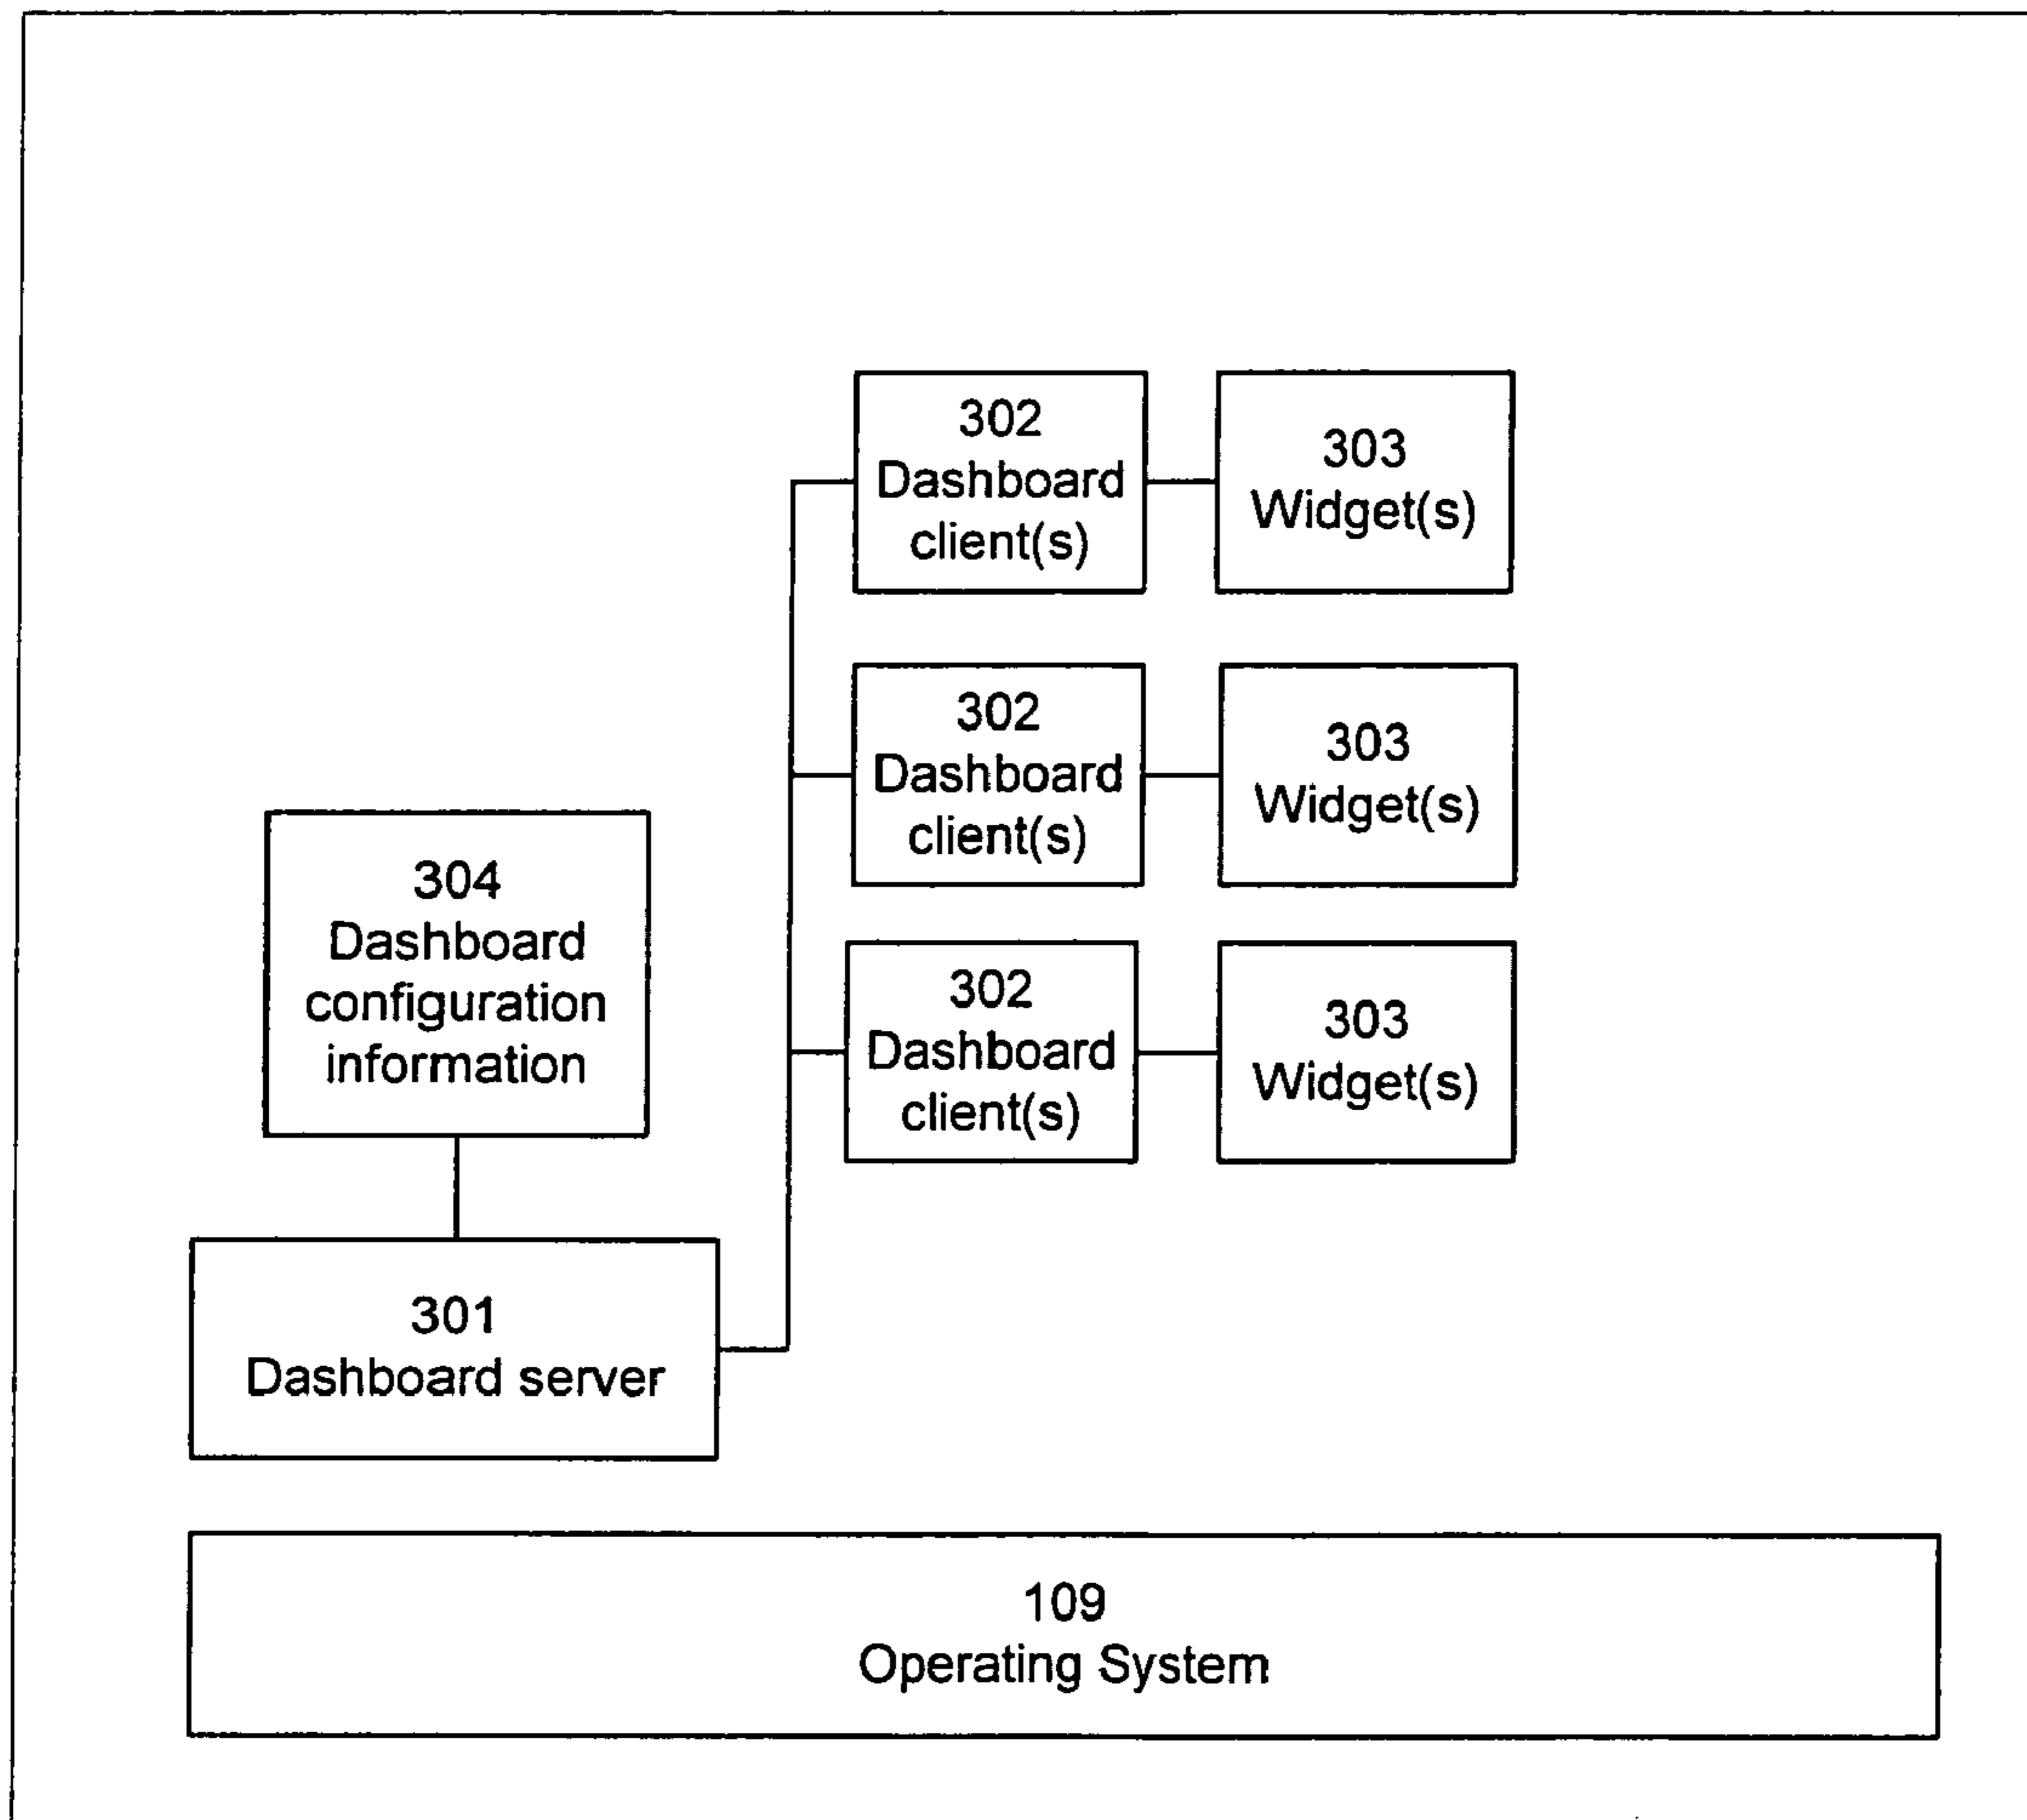 302
Dashboard
client(s)
303
Widget(s)
302
Dashboard
client(s)
303
Widget(s)
304
Dashboard
configuration
information
302
Dashboard
client(s)
303
Widget(s)
301
Dashboard server
109
Operating System